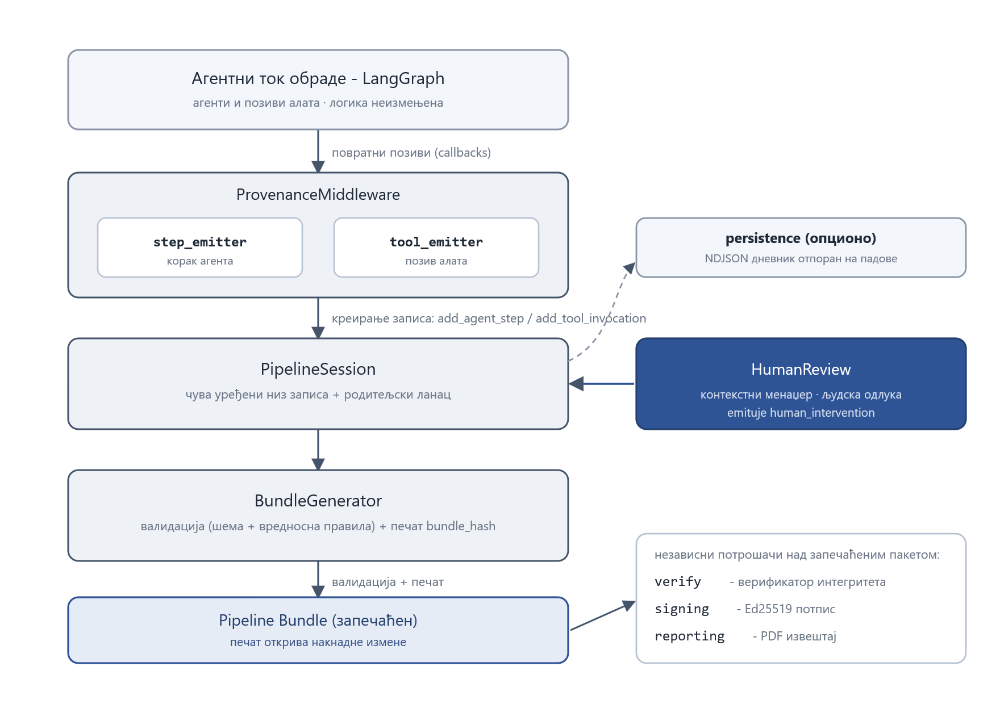 Агентни ток обраде - LangGraph
агенти и позиви алата · логика неизмењена
повратни позиви (callbacks)
ProvenanceMiddleware
step_emitter
корак агента
tool_emitter
позив алата
persistence (опционо)
NDJSON дневник отпоран на падове
креирање записа: add_agent_step / add_tool_invocation
PipelineSession
чува уређени низ записа + родитељски ланац
HumanReview
контекстни менаџер · људска одлука
emituje human_intervention
BundleGenerator
валидација (шема + вредносна правила) + печат bundle_hash
валидација + печат
Pipeline Bundle (запечаћен)
печат открива накнадне измене
независни потрошачи над запечаћеним пакетом:
verify - верификатор интегритета
signing - Ed25519 потпис
reporting - PDF извештај